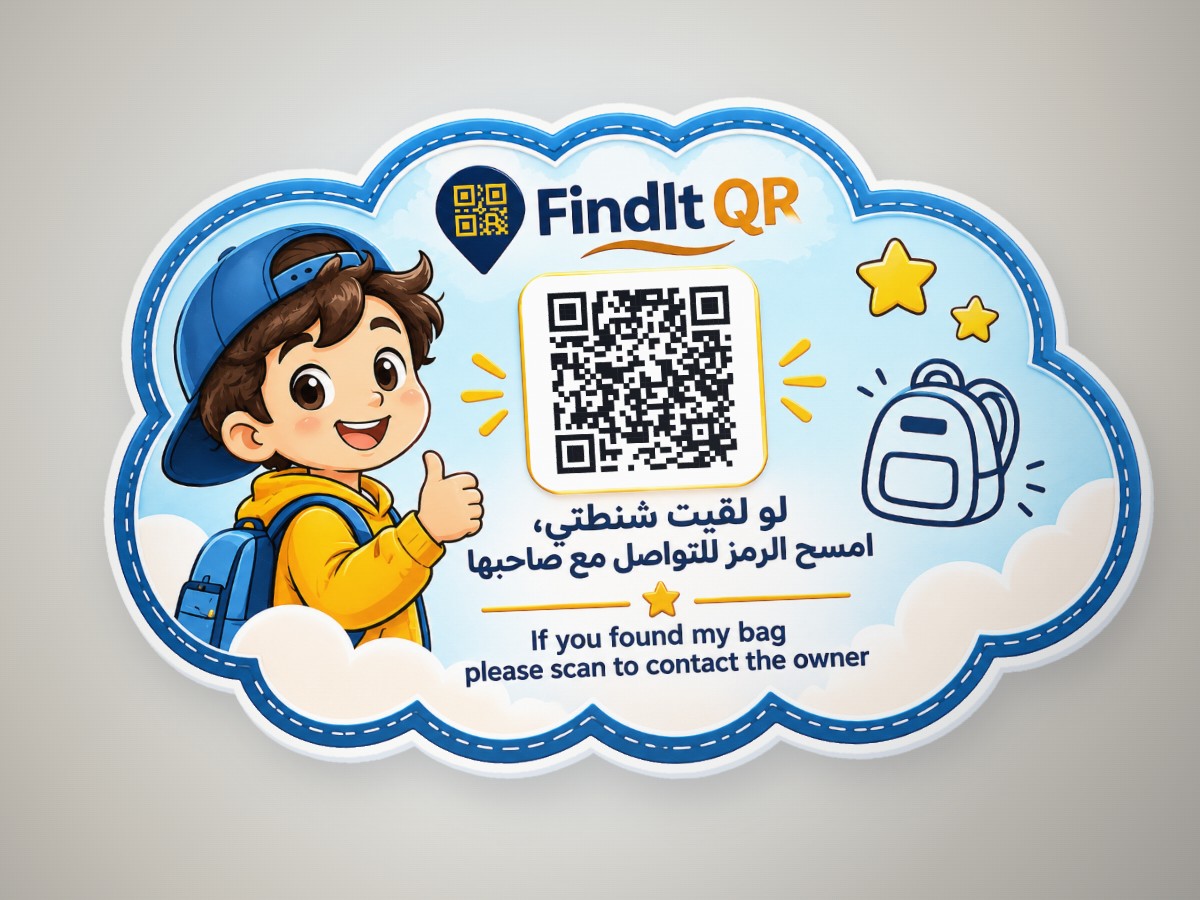 FindIt QR
لو لقيت شنطتي،
امسح الرمز للتواصل مع صاحبها
If you found my bag
please scan to contact the owner